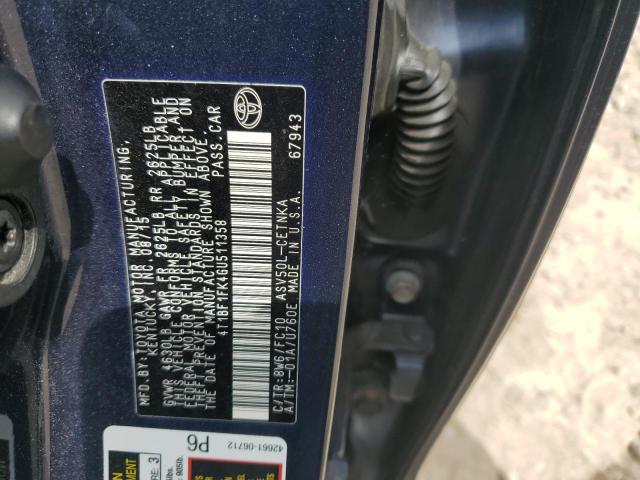 MFD. BY: TOYOTA MOTOR MANUFACTURING,
KENTUCKY, INC. 08/15
GVWR 4630LB GAWR FR 2625LB RR 2625LB
THIS VEHICLE CONFORMS TO ALL APPLICABLE
FEDERAL MOTOR VEHICLE SAFETY, BUMPER, AND
THEFT PREVENTION STANDARDS IN EFFECT ON
THE DATE OF MANUFACTURE SHOWN ABOVE.
4T1BF1FK4GU511358 PASS.CAR
C/TR: 8W6/FC10 ASV50L-CETNKA
A/TM: -01A/U760E MADE IN U.S.A. 67943
42661-06712
P6